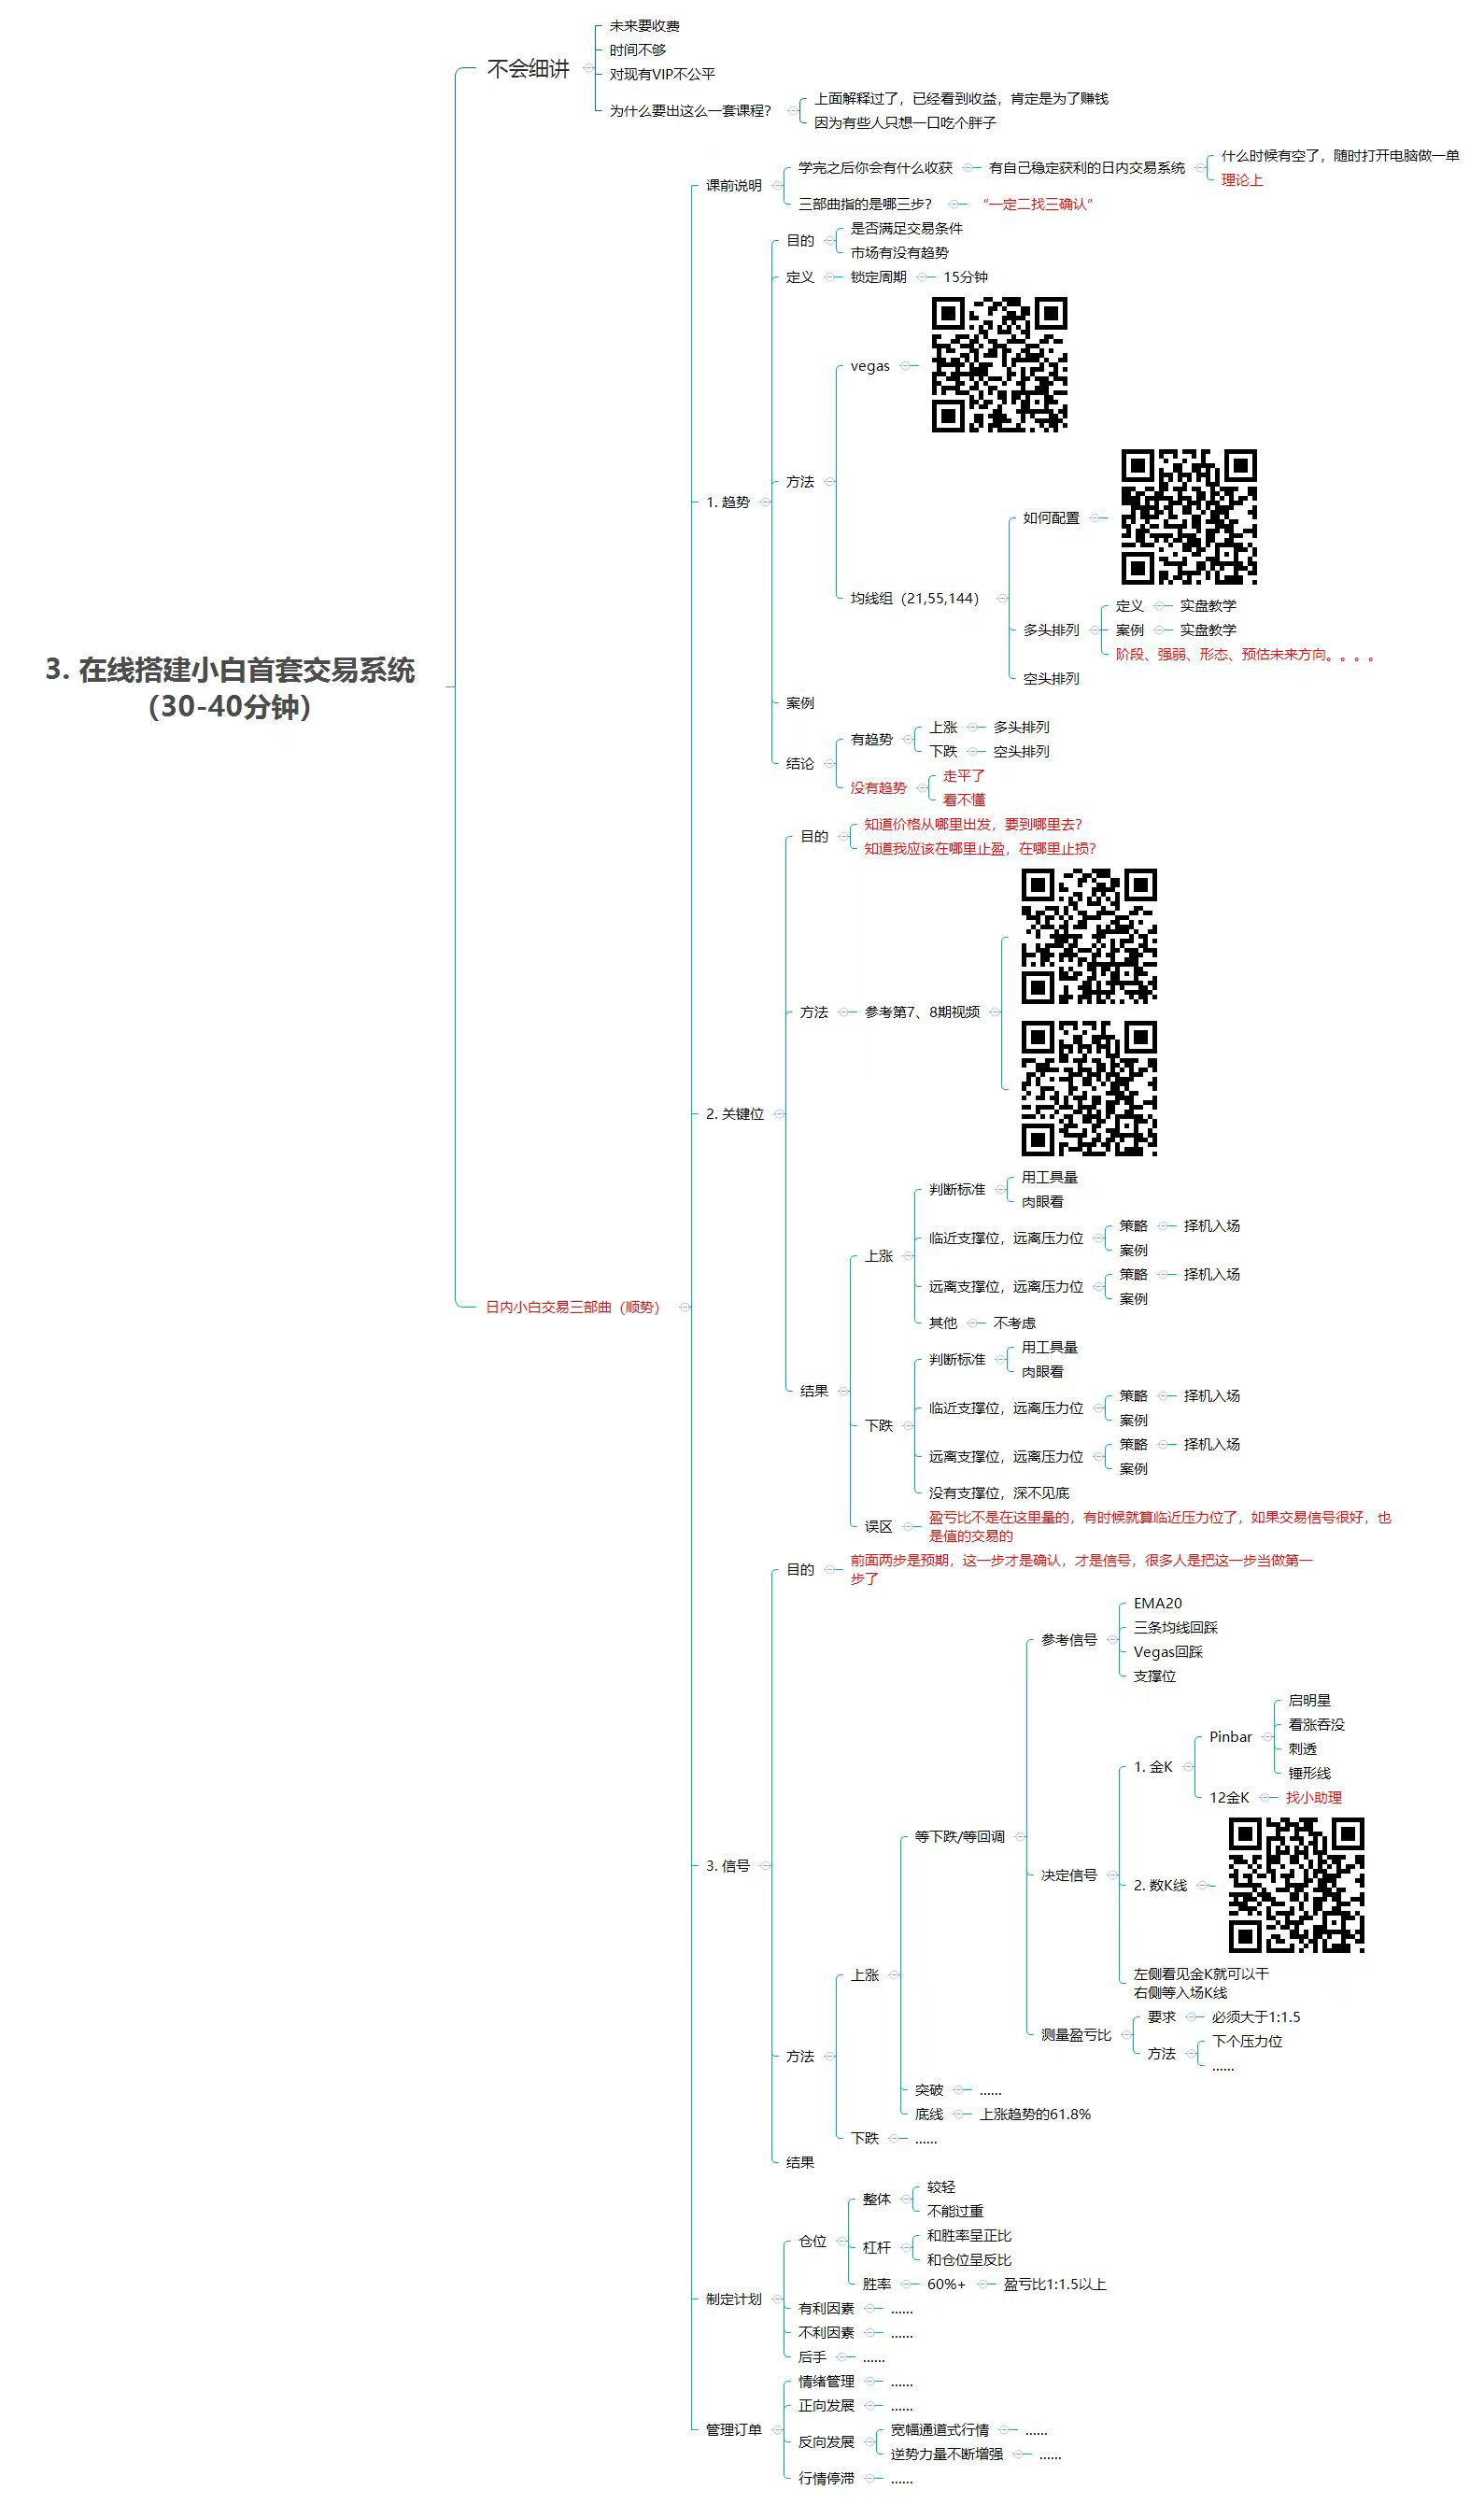 3. 在线搭建小白首套交易系统
（30-40分钟）
不会细讲
未来要收费
时间不够
对现有VIP不公平
为什么要出这么一套课程？
上面解释过了，已经看到收益，肯定是为了赚钱
因为有些人只想一口吃个胖子
日内小白交易三部曲（顺势）
课前说明
学完之后你会有什么收获
有自己稳定获利的日内交易系统
什么时候有空了，随时打开电脑做一单
理论上
三部曲指的是哪三步？
“一定二找三确认”
1. 趋势
目的
是否满足交易条件
市场有没有趋势
定义
锁定周期
15分钟
方法
vegas
均线组（21,55,144）
如何配置
多头排列
定义
实盘教学
案例
实盘教学
阶段、强弱、形态、预估未来方向。。。。
空头排列
案例
结论
有趋势
上涨
多头排列
下跌
空头排列
没有趋势
走平了
看不懂
2. 关键位
目的
知道价格从哪里出发，要到哪里去？
知道我应该在哪里止盈，在哪里止损？
方法
参考第7、8期视频
结果
上涨
判断标准
用工具量
肉眼看
临近支撑位，远离压力位
策略
择机入场
案例
远离支撑位，远离压力位
策略
择机入场
案例
其他
不考虑
下跌
判断标准
用工具量
肉眼看
临近支撑位，远离压力位
策略
择机入场
案例
远离支撑位，远离压力位
策略
择机入场
案例
没有支撑位，深不见底
误区
盈亏比不是在这里量的，有时候就算临近压力位了，如果交易信号很好，也
是值的交易的
3. 信号
目的
前面两步是预期，这一步才是确认，才是信号，很多人是把这一步当做第一
步了
方法
上涨
等下跌/等回调
参考信号
EMA20
三条均线回踩
Vegas回踩
支撑位
决定信号
1. 金K
Pinbar
启明星
看涨吞没
刺透
锤形线
12金K
找小助理
2. 数K线
左侧看见金K就可以干
右侧等入场K线
测量盈亏比
要求
必须大于1:1.5
方法
下个压力位
......
突破
......
底线
上涨趋势的61.8%
下跌
......
结果
制定计划
仓位
整体
较轻
不能过重
杠杆
和胜率呈正比
和仓位呈反比
胜率
60%+
盈亏比1:1.5以上
有利因素
......
不利因素
......
后手
......
管理订单
情绪管理
......
正向发展
......
反向发展
宽幅通道式行情
......
逆势力量不断增强
......
行情停滞
......